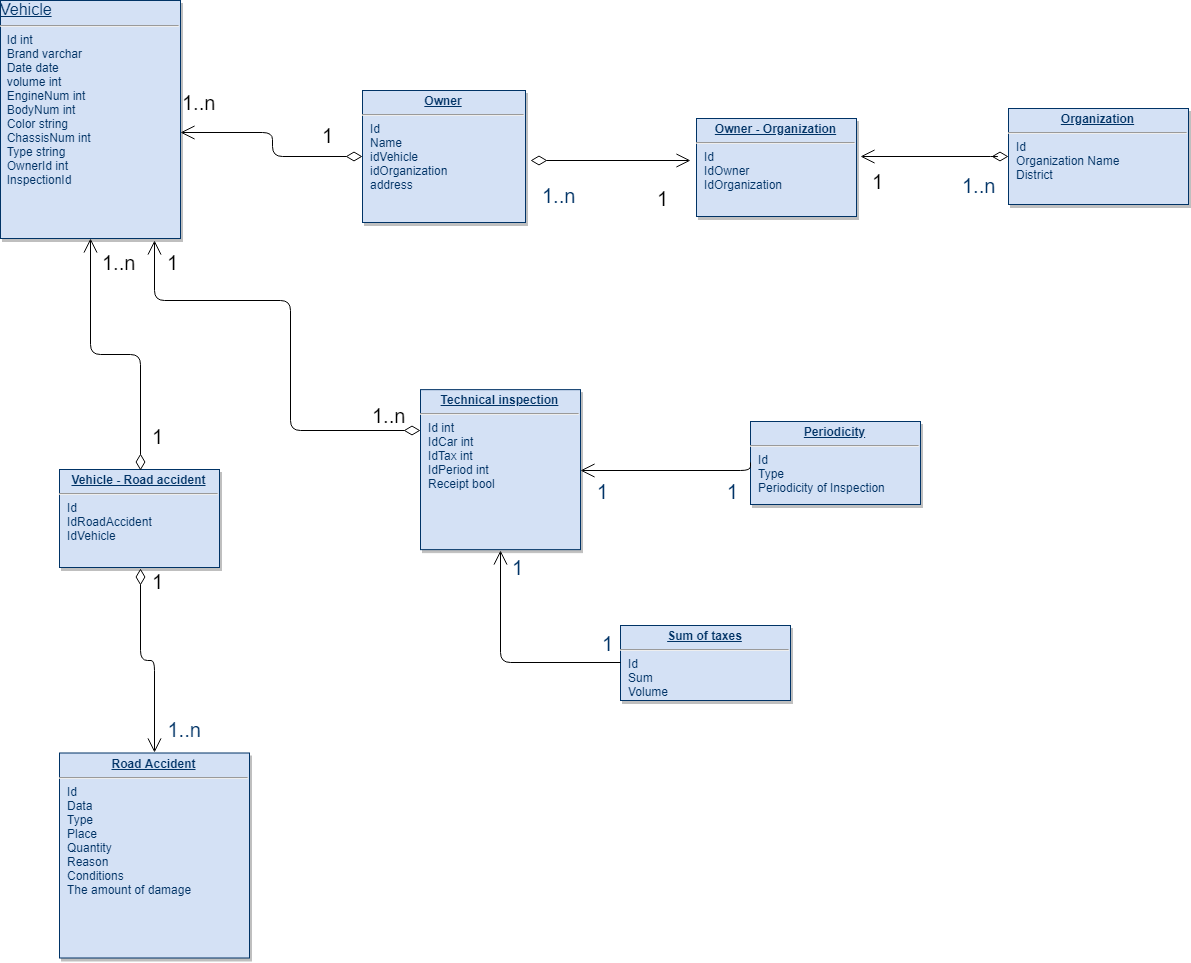 Vehicle
Id int
Brand varchar
Date date
volume int
EngineNum int
BodyNum int
Color string
ChassisNum int
Type string
OwnerId int
InspectionId
1..n
1
Owner
Id
Name
idVehicle
idOrganization
address
1..n
1
Owner - Organization
Id
IdOwner
IdOrganization
1
1..n
Organization
Id
Organization Name
District
1..n
1
1
Vehicle - Road accident
Id
IdRoadAccident
IdVehicle
1
1..n
Road Accident
Id
Data
Type
Place
Quantity
Reason
Conditions
The amount of damage
1..n
Technical inspection
Id int
IdCar int
IdTax int
IdPeriod int
Receipt bool
1
1
Periodicity
Id
Type
Periodicity of Inspection
1
1
Sum of taxes
Id
Sum
Volume